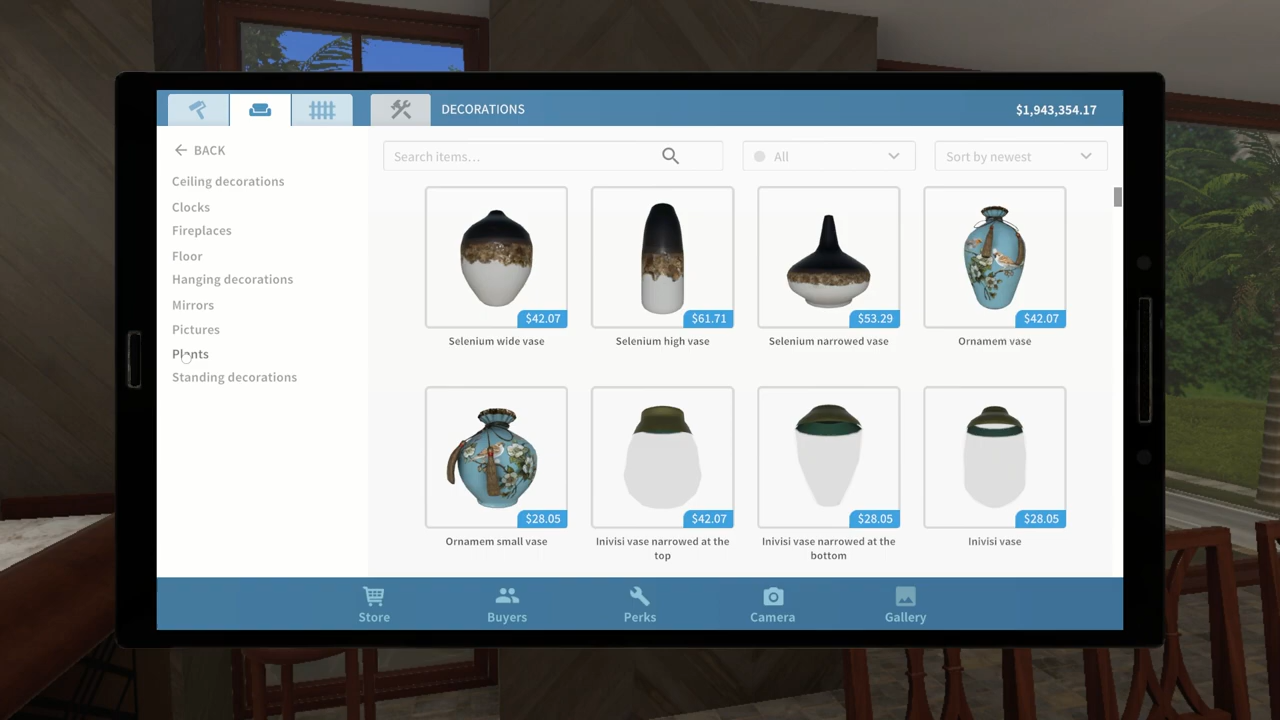 DECORATIONS
$1,943,354.17
BACK
Search items...
All
Sort by newest
Ceiling decorations
Clocks
Fireplaces
Floor
Hanging decorations
Mirrors
Pictures
Plants
Standing decorations
$42.07
$61.71
$53.29
$42.07
Selenium wide vase
Selenium high vase
Selenium narrowed vase
Ornamem vase
$28.05
$42.07
$28.05
$28.05
Ornamem small vase
Inivisi vase narrowed at the
top
Inivisi vase narrowed at the
bottom
Inivisi vase
Store
Buyers
Perks
Camera
Gallery